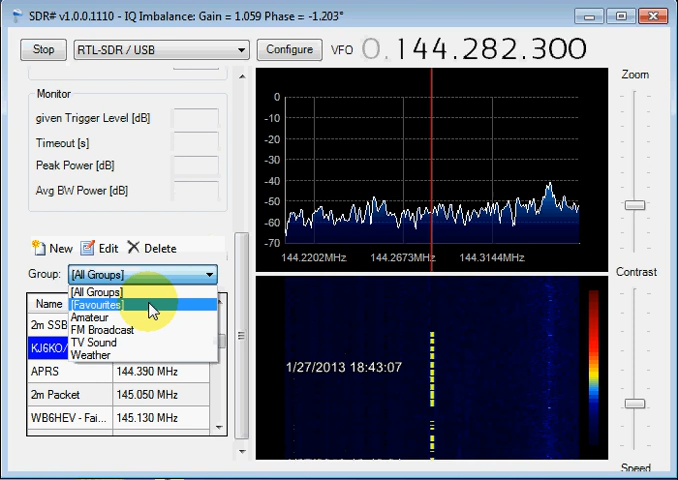 SDR# v1.0.0.1110 - IQ Imbalance: Gain = 1.059 Phase = -1.203°
Stop RTL-SDR / USB Configure VFO 0.144.282.300
Zoom
Monitor
given Trigger Level [dB]
Timeout [s]
Peak Power [dB]
Avg BW Power [dB]
0
-10
-20
-30
-40
-50
-60
-70
144.2202MHz 144.2673MHz 144.3144MHz
New Edit Delete
Group: [All Groups]
[All Groups]
[Favourites]
Amateur
FM Broadcast
TV Sound
Weather
Name
2m SSB
KJ6KO/
APRS 144.390 MHz
2m Packet 145.050 MHz
WB6HEV - Fai... 145.130 MHz
1/27/2013 18:43:07
Contrast
Speed